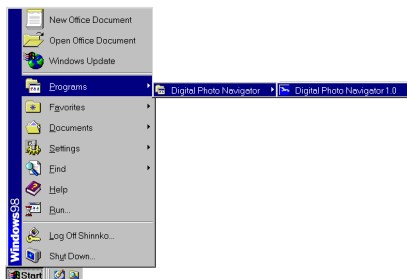 New Office Document
Open Office Document
Windows Update
Programs
Digital Photo Navigator
Digital Photo Navigator 1.0
Favorites
Documents
Settings
Find
Help
Run...
Log Off Shinnko...
Shut Down...
Windows98
Start